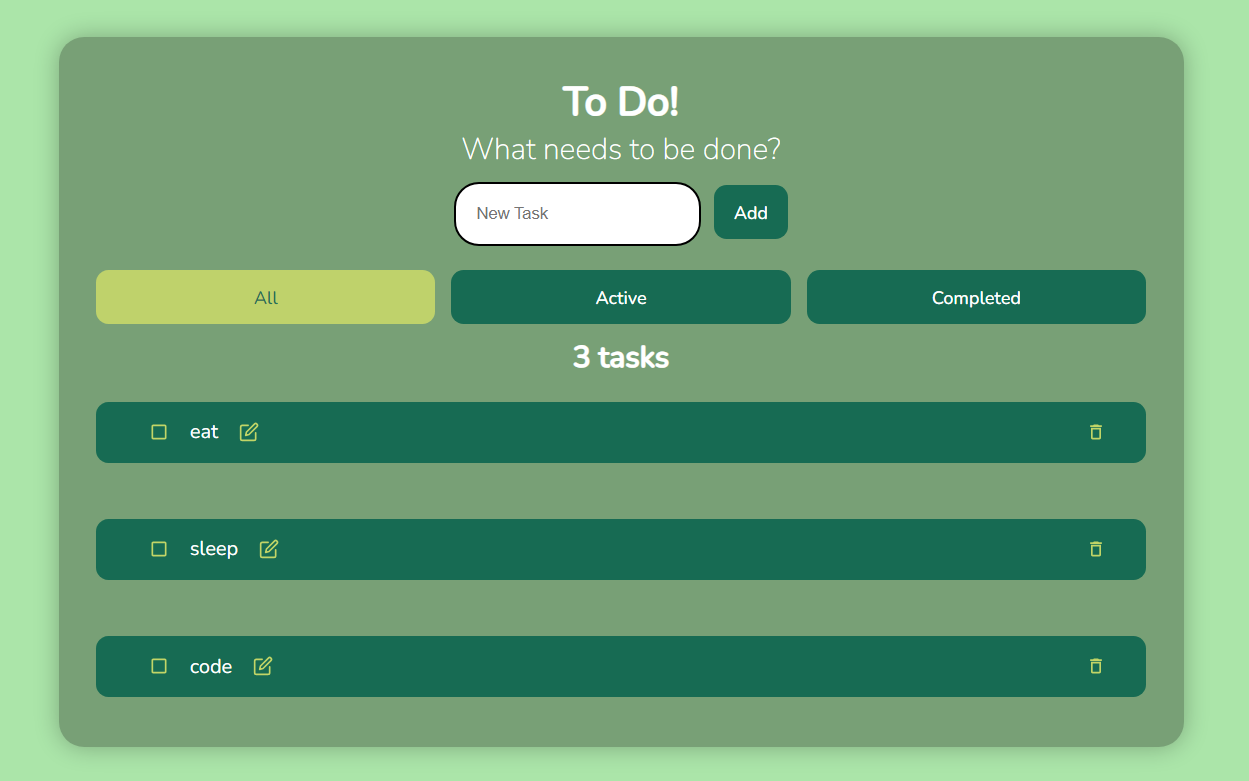 To Do!
What needs to be done?
New Task Add
All Active Completed
3 tasks
eat
sleep
code